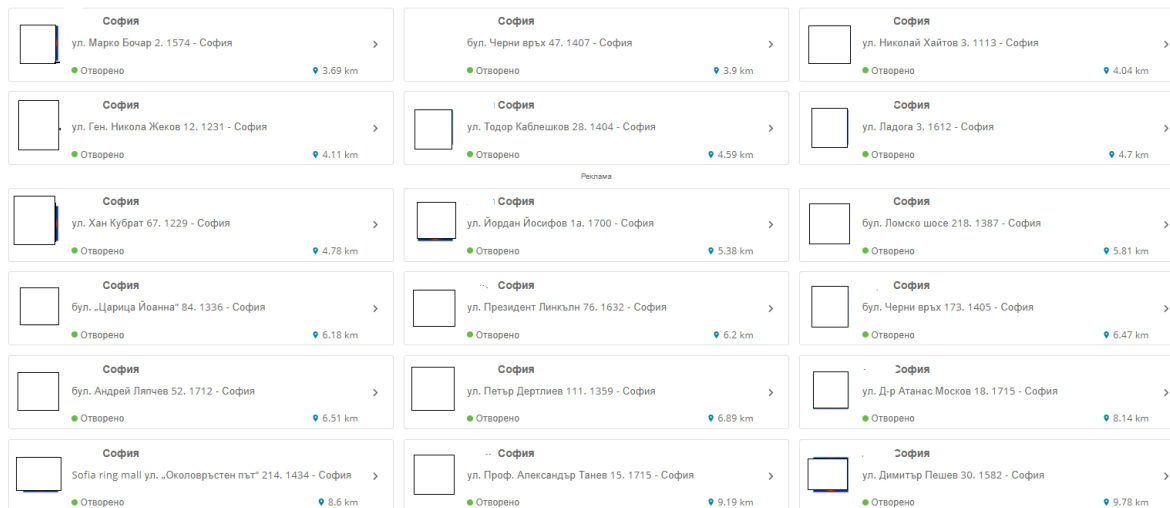 София
ул. Марко Бочар 2. 1574 - София
Отворено
3.69 km
София
бул. Черни връх 47. 1407 - София
Отворено
3.9 km
София
ул. Николай Хайтов 3. 1113 - София
Отворено
4.04 km
София
ул. Ген. Никола Жеков 12. 1231 - София
Отворено
4.11 km
София
ул. Тодор Каблешков 28. 1404 - София
Отворено
4.59 km
София
ул. Ладога 3. 1612 - София
Отворено
4.7 km
Реклама
София
ул. Хан Кубрат 67. 1229 - София
Отворено
4.78 km
София
ул. Йордан Йосифов 1а. 1700 - София
Отворено
5.38 km
София
бул. Ломско шосе 218. 1387 - София
Отворено
5.81 km
София
бул. „Царица Йоанна“ 84. 1336 - София
Отворено
6.18 km
София
ул. Президент Линкълн 76. 1632 - София
Отворено
6.2 km
София
бул. Черни връх 173. 1405 - София
Отворено
6.47 km
София
бул. Андрей Ляпчев 52. 1712 - София
Отворено
6.51 km
София
ул. Петър Дертлиев 111. 1359 - София
Отворено
6.89 km
София
ул. Д-р Атанас Москов 18. 1715 - София
Отворено
8.14 km
София
Sofia ring mall ул. „Околовръстен път“ 214. 1434 - София
Отворено
8.6 km
София
ул. Проф. Александър Танев 15. 1715 - София
Отворено
9.19 km
София
ул. Димитър Пешев 30. 1582 - София
Отворено
9.78 km